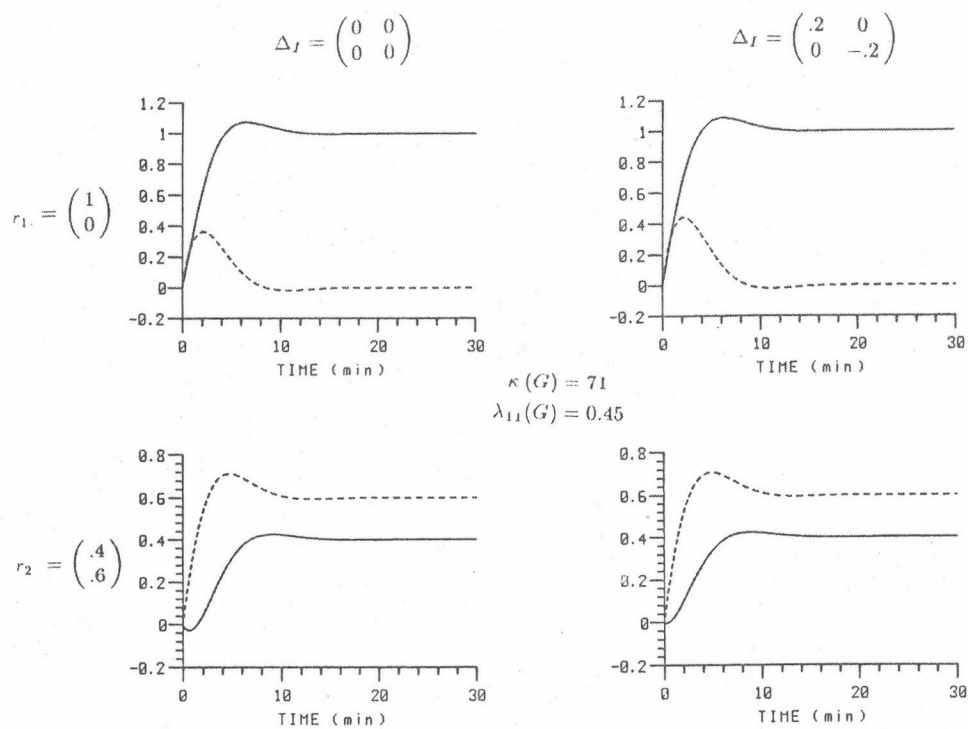 Δ_I = (0 0
0 0)
Δ_I = (.2 0
0 −.2)
r_1. = (1
0)
1.2
1
0.8
0.6
0.4
0.2
0
-0.2
0 10 20 30
TIME (min)
1.2
1
0.8
0.6
0.4
0.2
0
-0.2
0 10 20 30
TIME (min)
κ (G) = 71
λ_11(G) = 0.45
r_2 = (.4
.6)
0.8
0.6
0.4
0.2
0
-0.2
0 10 20 30
TIME (min)
0.8
0.6
0.4
0.2
0
-0.2
0 10 20 30
TIME (min)